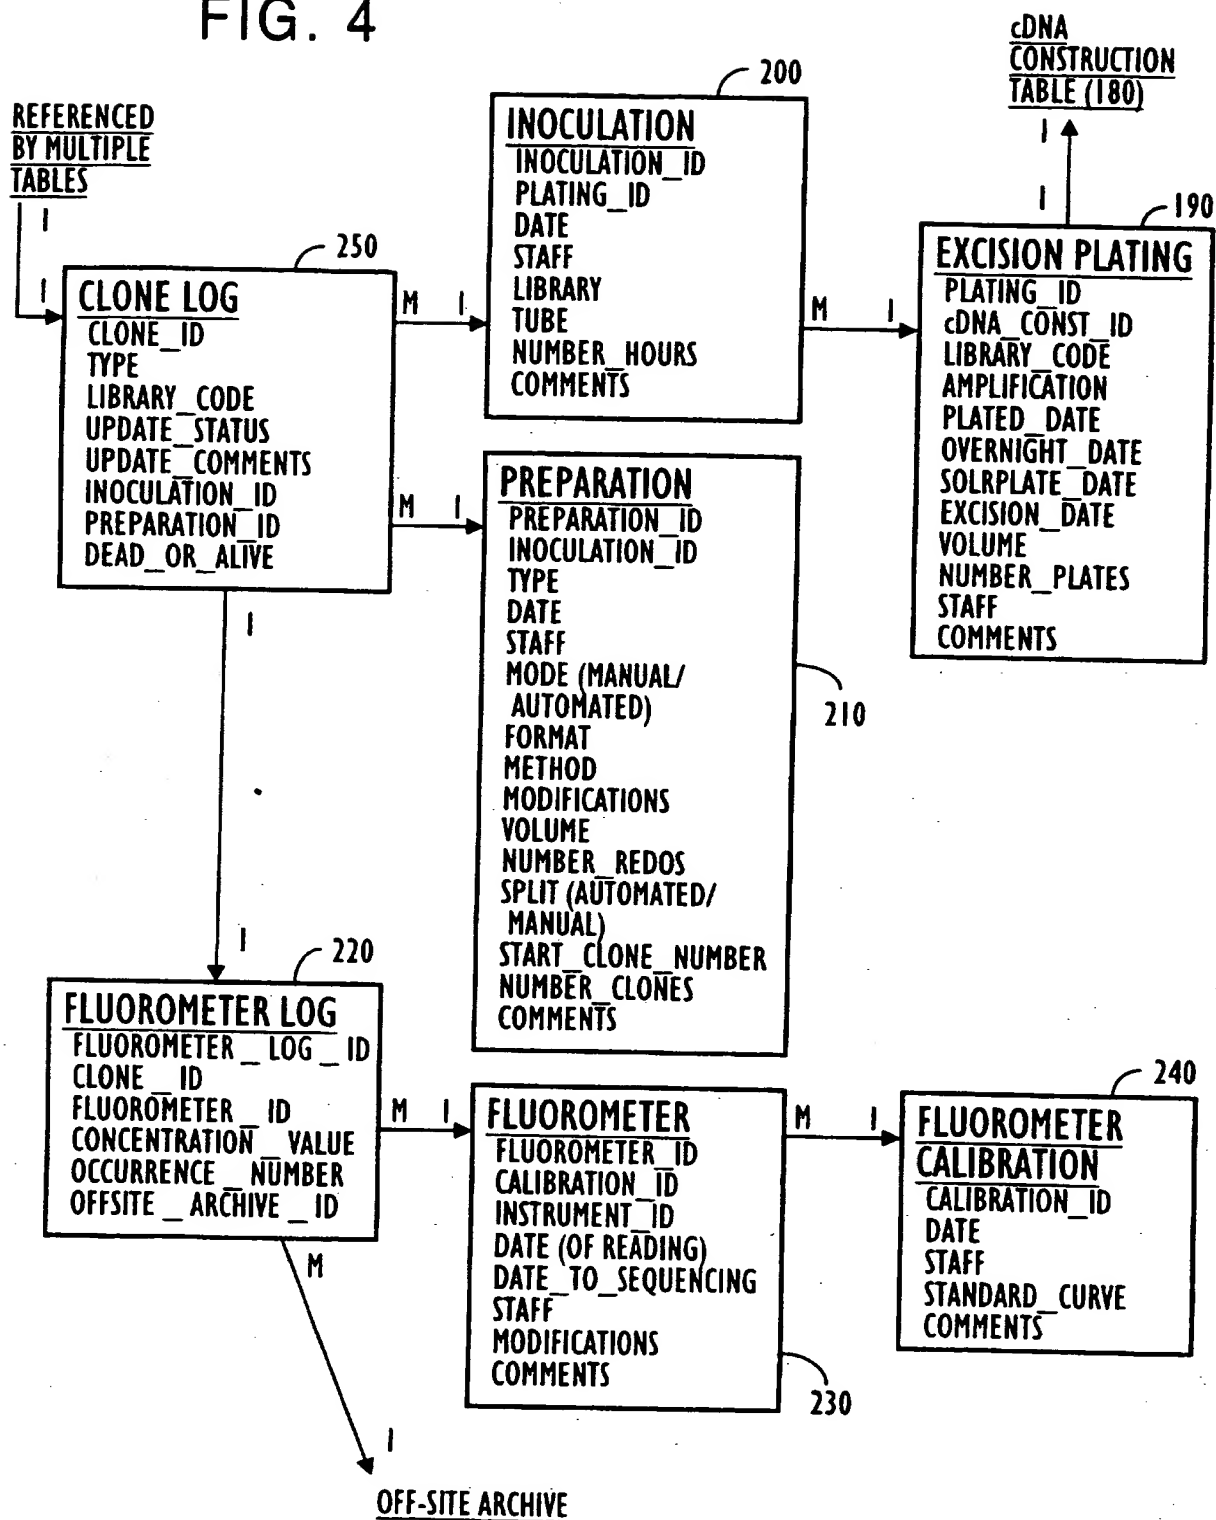 FIG. 4
REFERENCED
BY MULTIPLE
TABLES
I
I
250
CLONE LOG
CLONE_ID
TYPE
LIBRARY_CODE
UPDATE_STATUS
UPDATE_COMMENTS
INOCULATION_ID
PREPARATION_ID
DEAD_OR_ALIVE
M I
M I
I
I
200
INOCULATION
INOCULATION_ID
PLATING_ID
DATE
STAFF
LIBRARY
TUBE
NUMBER_HOURS
COMMENTS
M I
cDNA
CONSTRUCTION
TABLE (180)
I
I
190
EXCISION PLATING
PLATING_ID
cDNA_CONST_ID
LIBRARY_CODE
AMPLIFICATION
PLATED_DATE
OVERNIGHT_DATE
SOLRPLATE_DATE
EXCISION_DATE
VOLUME
NUMBER_PLATES
STAFF
COMMENTS
PREPARATION
PREPARATION_ID
INOCULATION_ID
TYPE
DATE
STAFF
MODE (MANUAL/
AUTOMATED)
FORMAT
METHOD
MODIFICATIONS
VOLUME
NUMBER_REDOS
SPLIT (AUTOMATED/
MANUAL)
START_CLONE_NUMBER
NUMBER_CLONES
COMMENTS
210
220
FLUOROMETER LOG
FLUOROMETER_LOG_ID
CLONE_ID
FLUOROMETER_ID
CONCENTRATION_VALUE
OCCURRENCE_NUMBER
OFFSITE_ARCHIVE_ID
M I
M
I
OFF-SITE ARCHIVE
FLUOROMETER
FLUOROMETER_ID
CALIBRATION_ID
INSTRUMENT_ID
DATE (OF READING)
DATE_TO_SEQUENCING
STAFF
MODIFICATIONS
COMMENTS
230
M I
240
FLUOROMETER
CALIBRATION
CALIBRATION_ID
DATE
STAFF
STANDARD_CURVE
COMMENTS